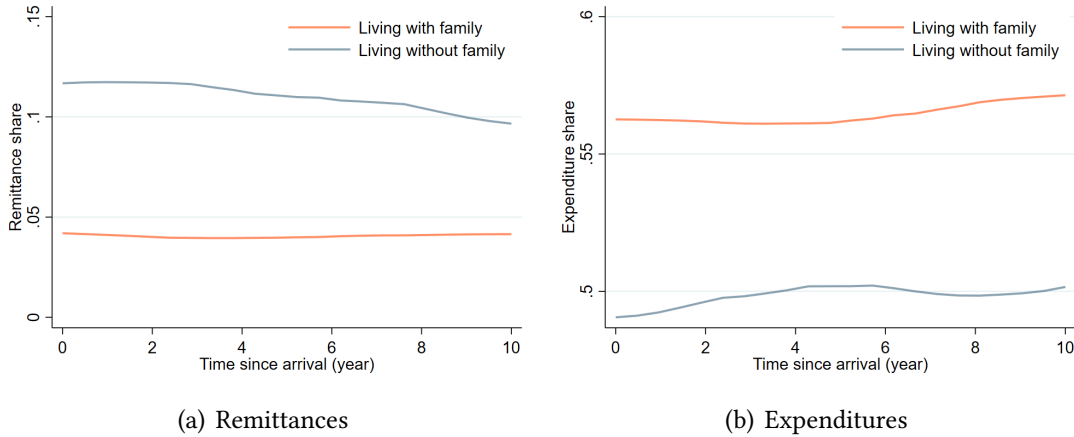 Remittance share
.15
.1
.05
0
Living with family
Living without family
0 2 4 6 8 10
Time since arrival (year)
(a) Remittances
Expenditure share
.6
.55
.5
Living with family
Living without family
0 2 4 6 8 10
Time since arrival (year)
(b) Expenditures